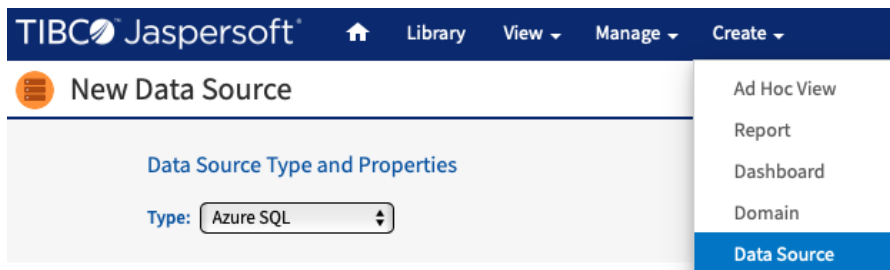 TIBCO Jaspersoft® Library View Manage Create
New Data Source
Ad Hoc View
Report
Data Source Type and Properties
Dashboard
Type: Azure SQL
Domain
Data Source